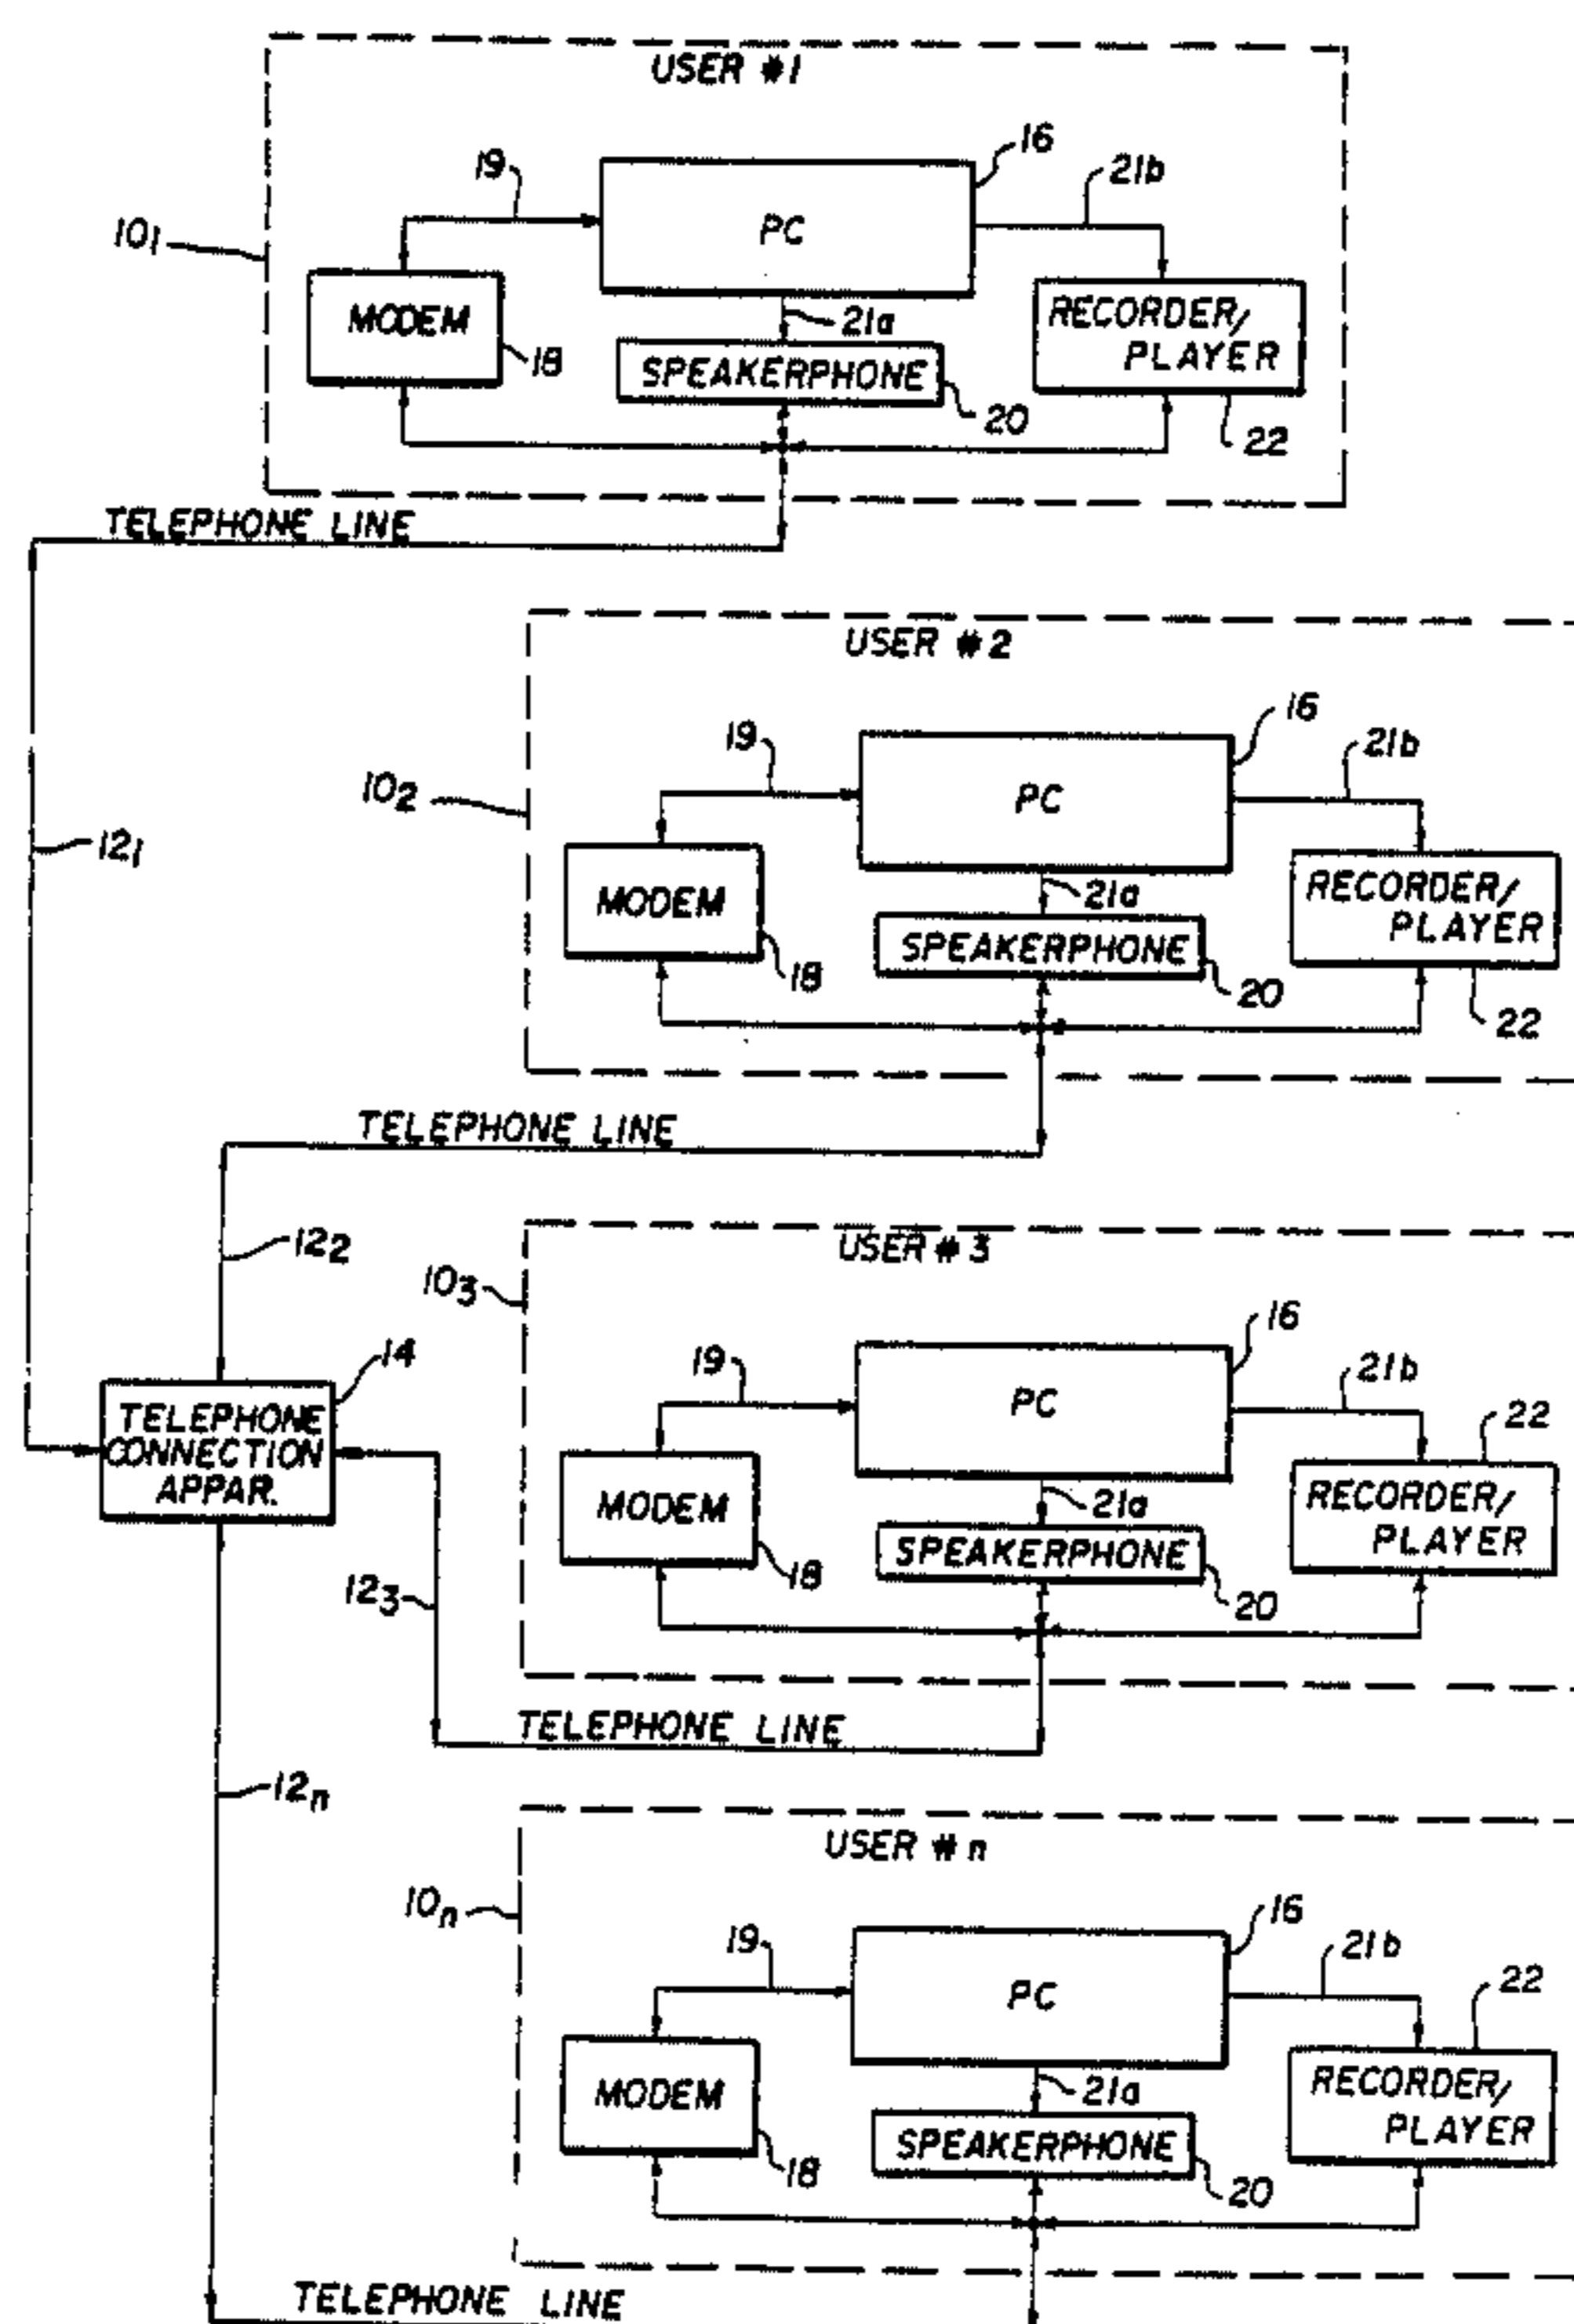 USER #1
16
19
21b
10₁
PC
MODEM
18
21a
SPEAKERPHONE
20
RECORDER/
PLAYER
22
TELEPHONE LINE
USER #2
16
19
21b
10₂
PC
12₁
MODEM
18
21a
SPEAKERPHONE
20
RECORDER/
PLAYER
22
TELEPHONE LINE
12₂
USER #3
10₃
16
14
19
21b
PC
22
TELEPHONE
CONNECTION
APPAR.
MODEM
18
21a
SPEAKERPHONE
20
RECORDER/
PLAYER
12₃
TELEPHONE LINE
12ₙ
USER #n
10ₙ
16
19
21b
PC
22
MODEM
18
21a
SPEAKERPHONE
20
RECORDER/
PLAYER
TELEPHONE LINE